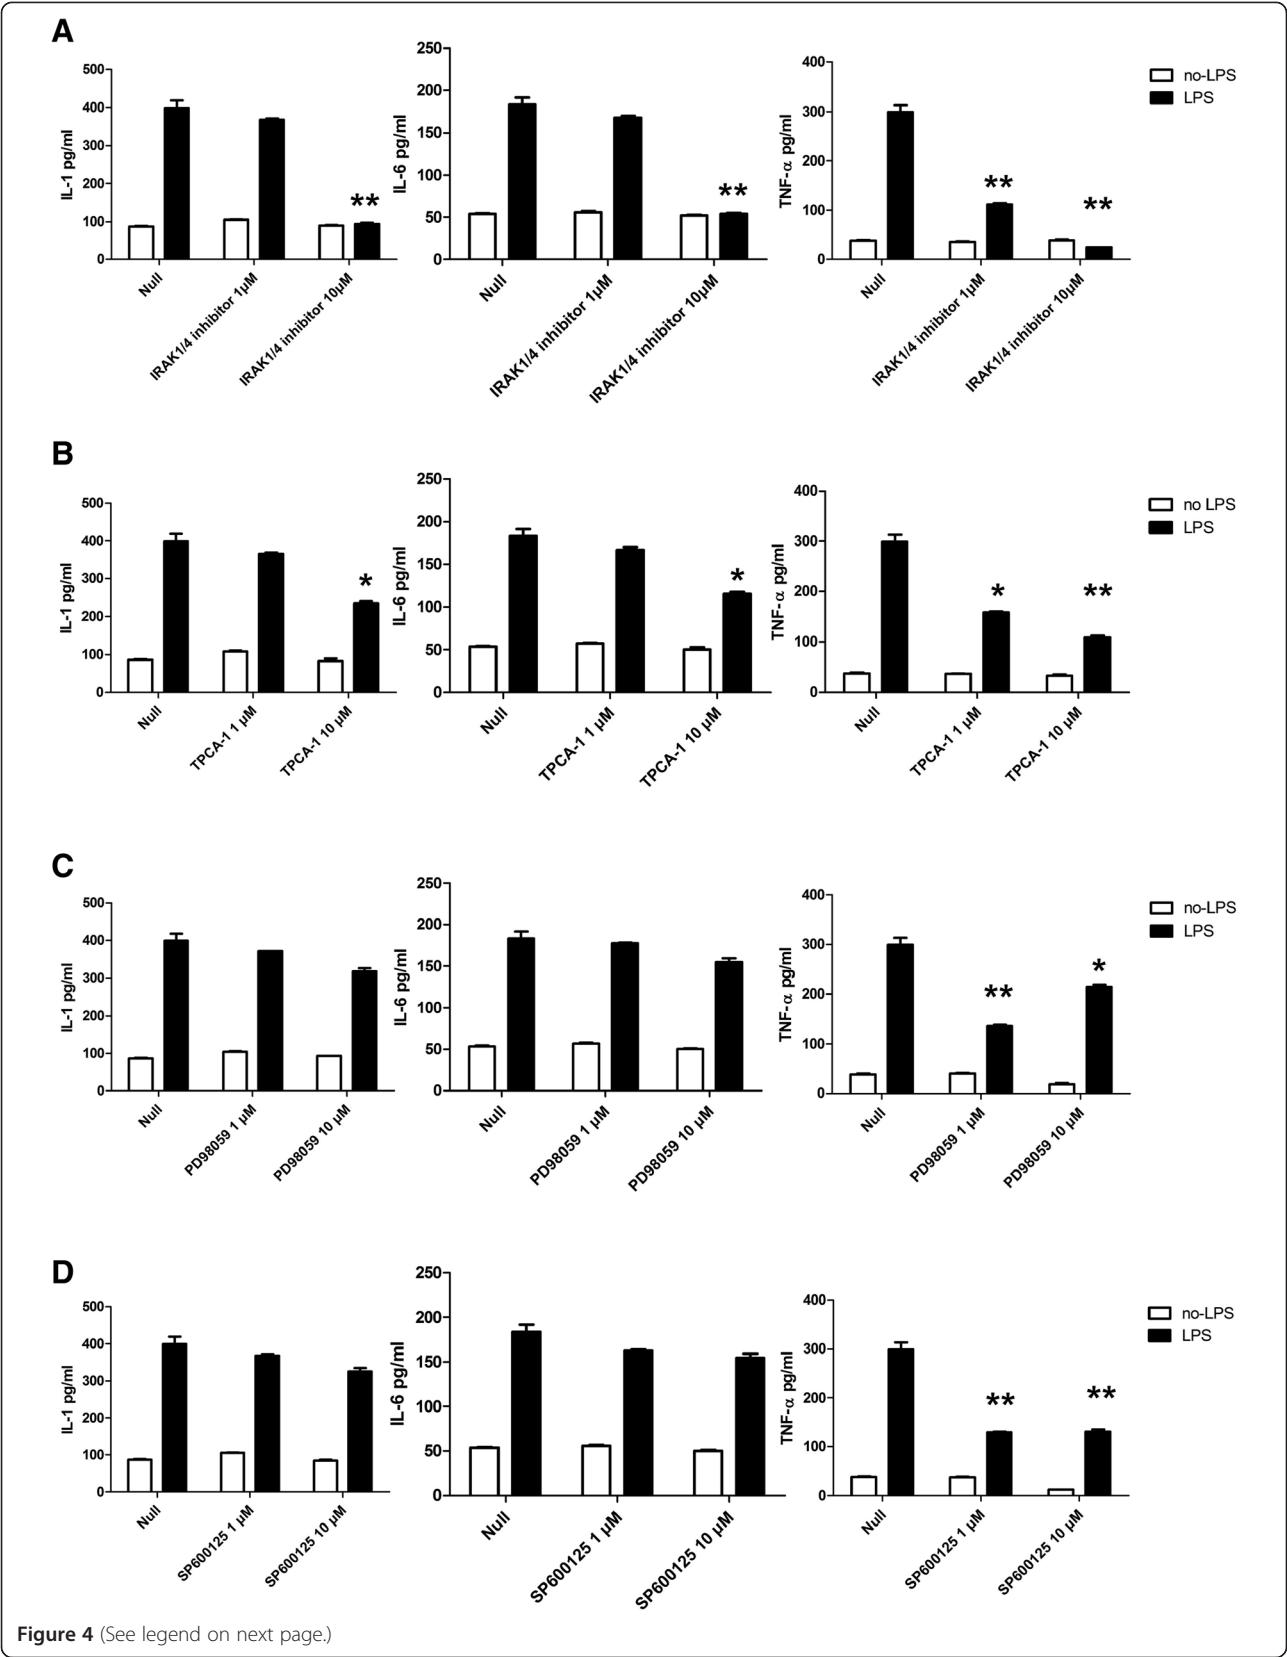 A
IL-1 pg/ml
500
400
300
200
100
0
**
Null
IRAK1/4 inhibitor 1µM
IRAK1/4 inhibitor 10µM
IL-6 pg/ml
250
200
150
100
50
0
**
Null
IRAK1/4 inhibitor 1µM
IRAK1/4 inhibitor 10µM
TNF-α pg/ml
400
300
200
100
0
**
**
Null
IRAK1/4 inhibitor 1µM
IRAK1/4 inhibitor 10µM
no-LPS
LPS
B
IL-1 pg/ml
500
400
300
200
100
0
*
Null
TPCA-1 1 µM
TPCA-1 10 µM
IL-6 pg/ml
250
200
150
100
50
0
*
Null
TPCA-1 1 µM
TPCA-1 10 µM
TNF-α pg/ml
400
300
200
100
0
*
**
Null
TPCA-1 1 µM
TPCA-1 10 µM
no LPS
LPS
C
IL-1 pg/ml
500
400
300
200
100
0
Null
PD98059 1 µM
PD98059 10 µM
IL-6 pg/ml
250
200
150
100
50
0
Null
PD98059 1 µM
PD98059 10 µM
TNF-α pg/ml
400
300
200
100
0
**
*
Null
PD98059 1 µM
PD98059 10 µM
no-LPS
LPS
D
IL-1 pg/ml
500
400
300
200
100
0
Null
SP600125 1 µM
SP600125 10 µM
IL-6 pg/ml
250
200
150
100
50
0
Null
SP600125 1 µM
SP600125 10 µM
TNF-α pg/ml
400
300
200
100
0
**
**
Null
SP600125 1 µM
SP600125 10 µM
no-LPS
LPS
Figure 4 (See legend on next page.)